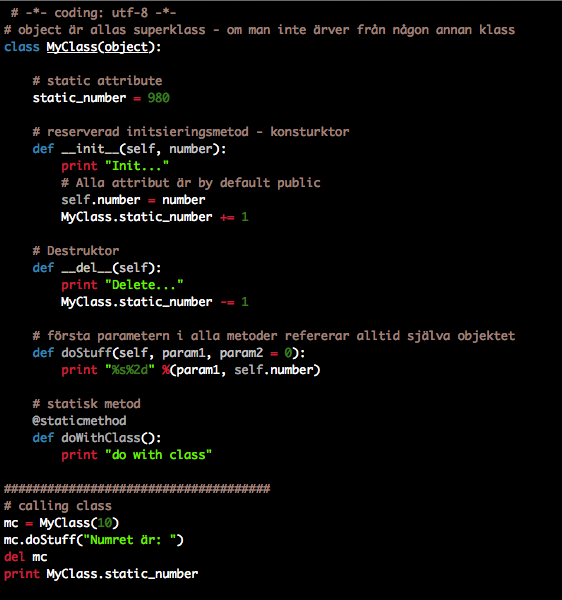 # -*- coding: utf-8 -*-
# object är allas superklass - om man inte ärver från någon annan klass
class MyClass(object):
# static attribute
static_number = 980
# reserverad initsieringsmetod - konsturktor
def __init__(self, number):
print "Init..."
# Alla attribut är by default public
self.number = number
MyClass.static_number += 1
# Destruktor
def __del__(self):
print "Delete..."
MyClass.static_number -= 1
# första parametern i alla metoder refererar alltid själva objektet
def doStuff(self, param1, param2 = 0):
print "%s%2d" %(param1, self.number)
# statisk metod
@staticmethod
def doWithClass():
print "do with class"
#####################################
# calling class
mc = MyClass(10)
mc.doStuff("Numret är: ")
del mc
print MyClass.static_number